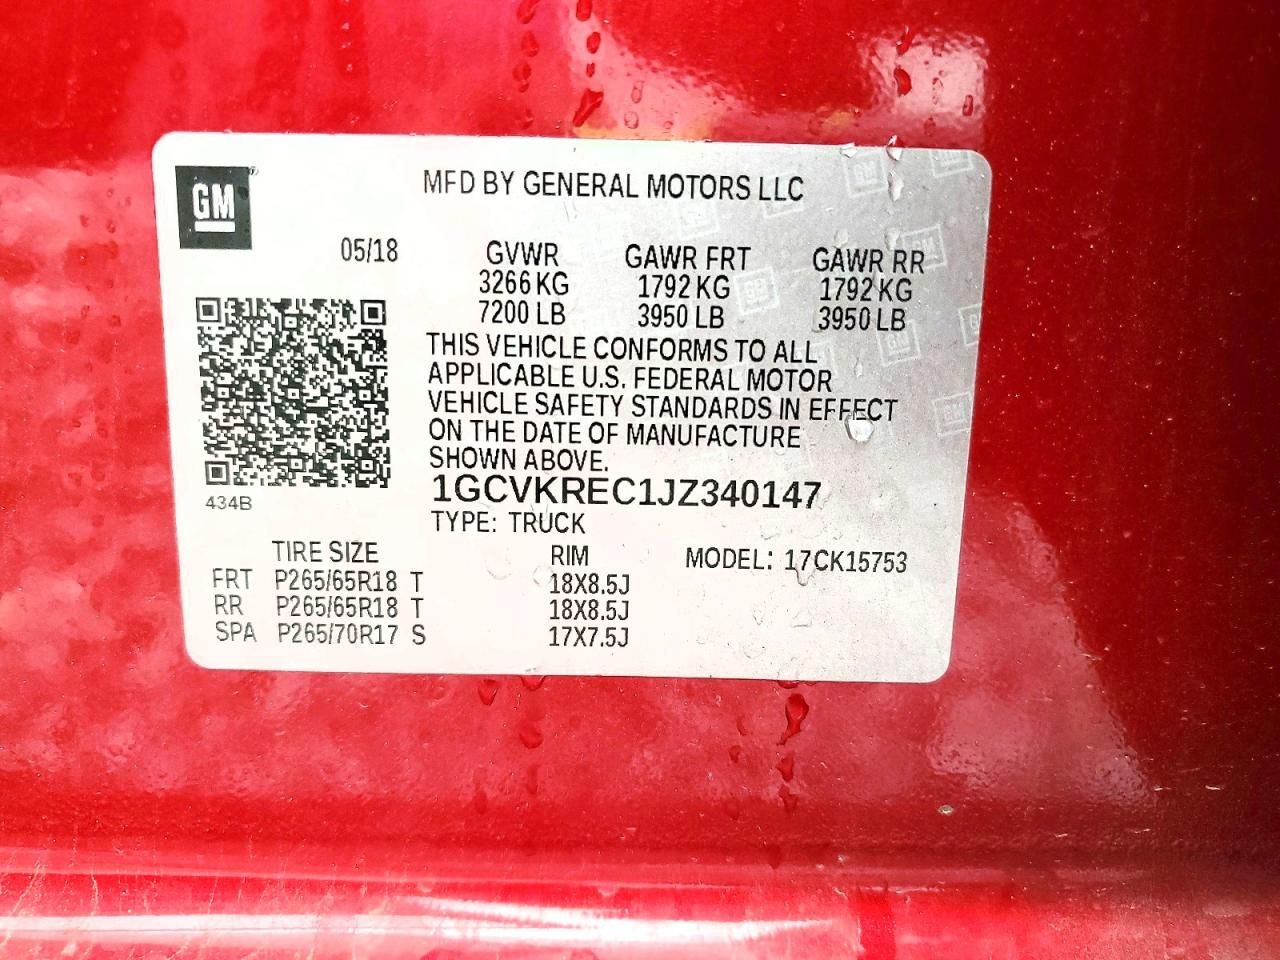 GM
MFD BY GENERAL MOTORS LLC
05/18 GVWR GAWR FRT GAWR RR
3266 KG 1792 KG 1792 KG
7200 LB 3950 LB 3950 LB
THIS VEHICLE CONFORMS TO ALL
APPLICABLE U.S. FEDERAL MOTOR
VEHICLE SAFETY STANDARDS IN EFFECT
ON THE DATE OF MANUFACTURE
SHOWN ABOVE.
1GCVKREC1JZ340147
434B
TYPE: TRUCK
TIRE SIZE RIM MODEL: 17CK15753
FRT P265/65R18 T 18X8.5J
RR P265/65R18 T 18X8.5J
SPA P265/70R17 S 17X7.5J